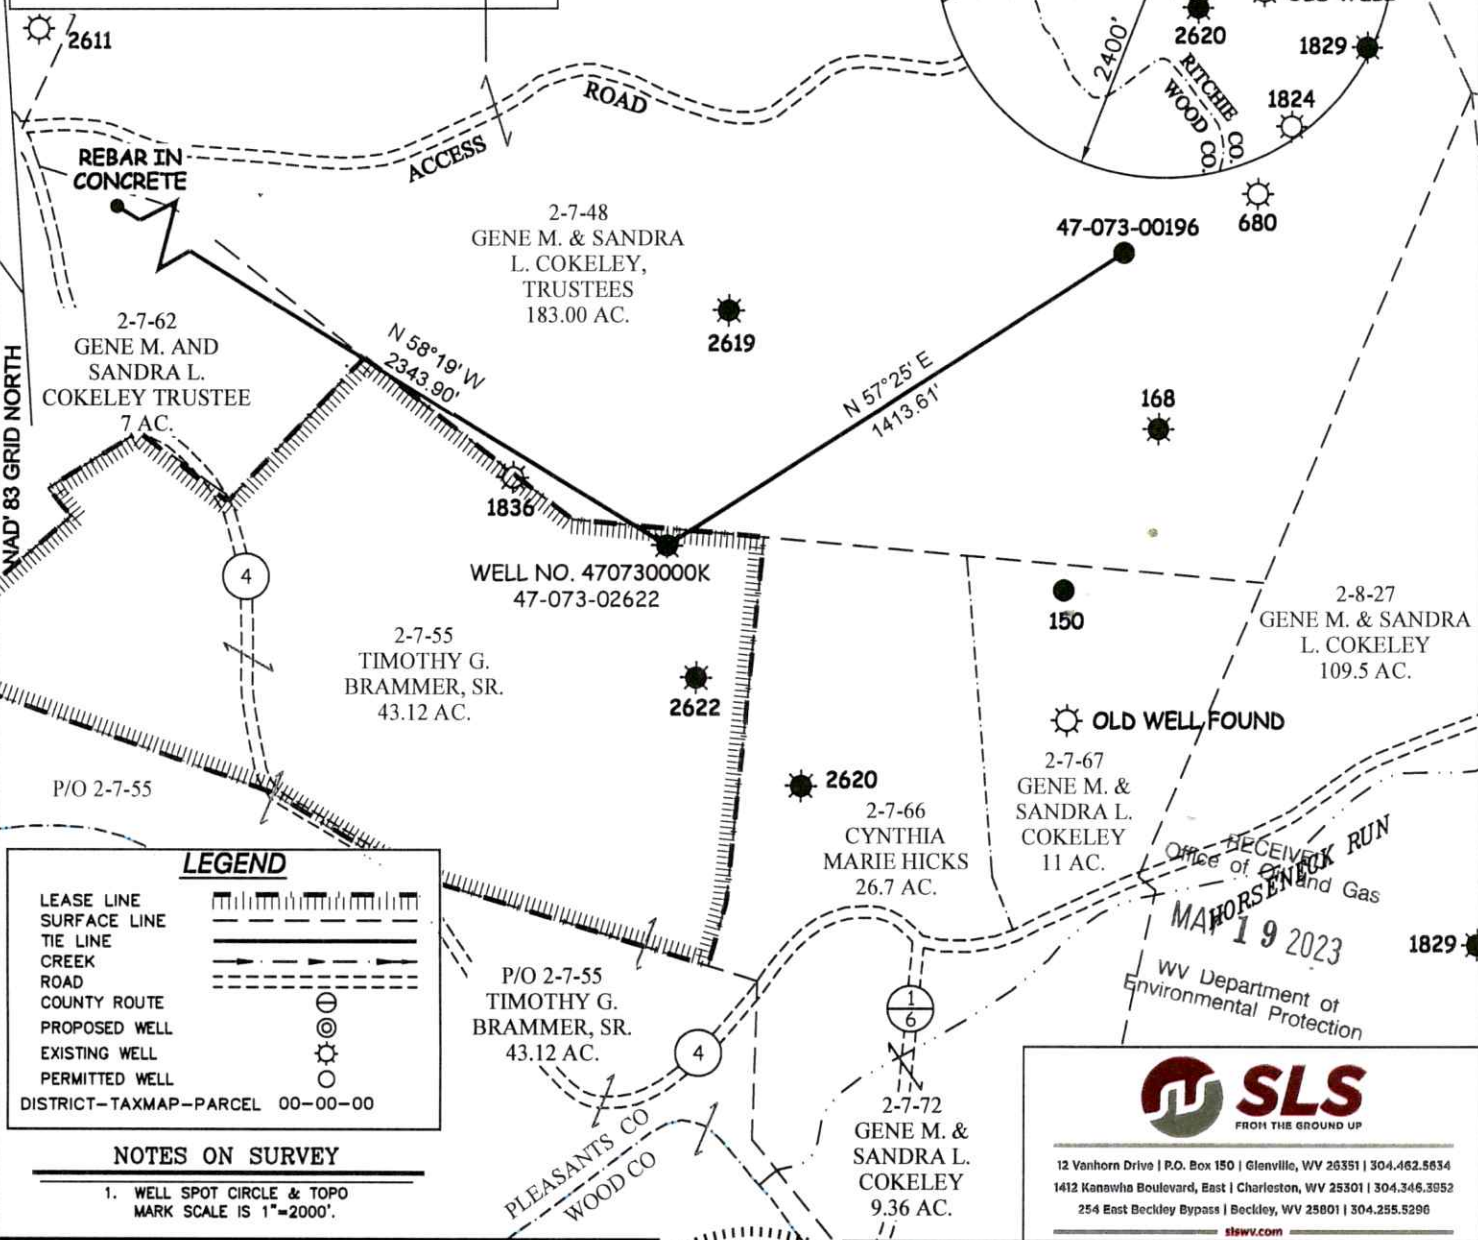 2611
2620
OLD WELL
1829
2400'
RITCHIE CO.
WOOD CO.
1824
680
ACCESS ROAD
REBAR IN
CONCRETE
NAD' 83 GRID NORTH
2-7-48
GENE M. & SANDRA
L. COKELEY,
TRUSTEES
183.00 AC.
47-073-00196
2619
2-7-62
GENE M. AND
SANDRA L.
COKELEY TRUSTEE
7 AC.
N 58°19' W
2343.90'
N 57°25' E
1413.61'
168
1836
WELL NO. 470730000K
47-073-02622
4
150
2-8-27
GENE M. & SANDRA
L. COKELEY
109.5 AC.
2-7-55
TIMOTHY G.
BRAMMER, SR.
43.12 AC.
2622
OLD WELL FOUND
P/O 2-7-55
2620
2-7-67
GENE M. &
SANDRA L.
COKELEY
11 AC.
2-7-66
CYNTHIA
MARIE HICKS
26.7 AC.
HORSENECK RUN
RECEIVED
Office of Oil and Gas
MAY 19 2023
WV Department of
Environmental Protection
1829
LEGEND
LEASE LINE
SURFACE LINE
TIE LINE
CREEK
ROAD
COUNTY ROUTE
PROPOSED WELL
EXISTING WELL
PERMITTED WELL
DISTRICT-TAXMAP-PARCEL 00-00-00
P/O 2-7-55
TIMOTHY G.
BRAMMER, SR.
43.12 AC.
4
1
6
2-7-72
GENE M. &
SANDRA L.
COKELEY
9.36 AC.
PLEASANTS CO
WOOD CO
NOTES ON SURVEY
1. WELL SPOT CIRCLE & TOPO
MARK SCALE IS 1"=2000'.
SLS
FROM THE GROUND UP
12 Vanhorn Drive | P.O. Box 150 | Glenville, WV 26351 | 304.462.5634
1412 Kanawha Boulevard, East | Charleston, WV 25301 | 304.346.3952
254 East Beckley Bypass | Beckley, WV 25801 | 304.255.5296
slswv.com